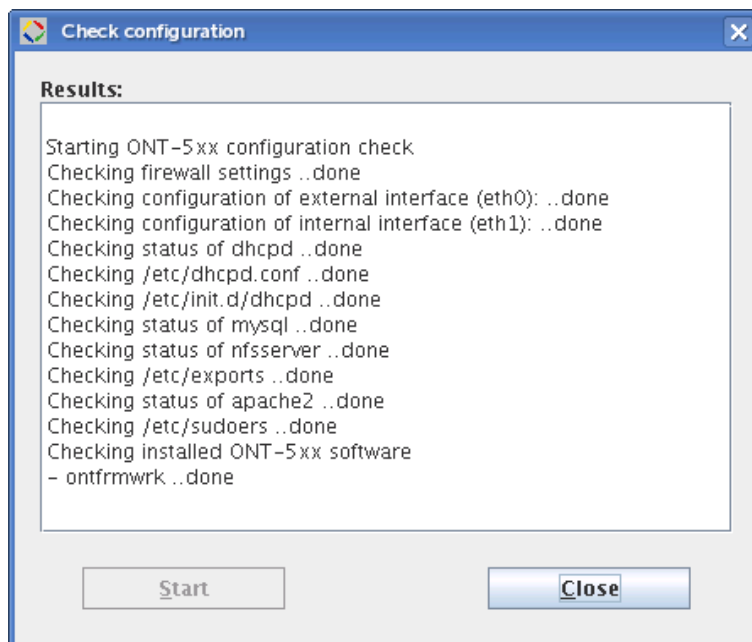 Check configuration
Results:
Starting ONT-5xx configuration check
Checking firewall settings ..done
Checking configuration of external interface (eth0): ..done
Checking configuration of internal interface (eth1): ..done
Checking status of dhcpd ..done
Checking /etc/dhcpd.conf ..done
Checking /etc/init.d/dhcpd ..done
Checking status of mysql ..done
Checking status of nfsserver ..done
Checking /etc/exports ..done
Checking status of apache2 ..done
Checking /etc/sudoers ..done
Checking installed ONT-5xx software
- ontfrmwrk ..done
Start
Close